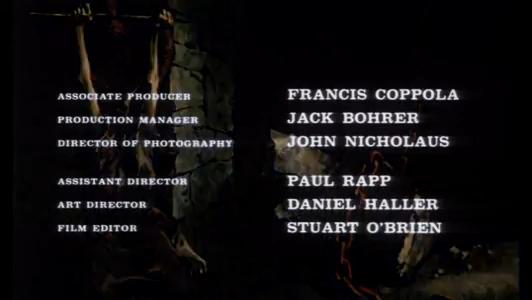 ASSOCIATE PRODUCER FRANCIS COPPOLA
PRODUCTION MANAGER JACK BOHRER
DIRECTOR OF PHOTOGRAPHY JOHN NICHOLAUS
ASSISTANT DIRECTOR PAUL RAPP
ART DIRECTOR DANIEL HALLER
FILM EDITOR STUART O'BRIEN